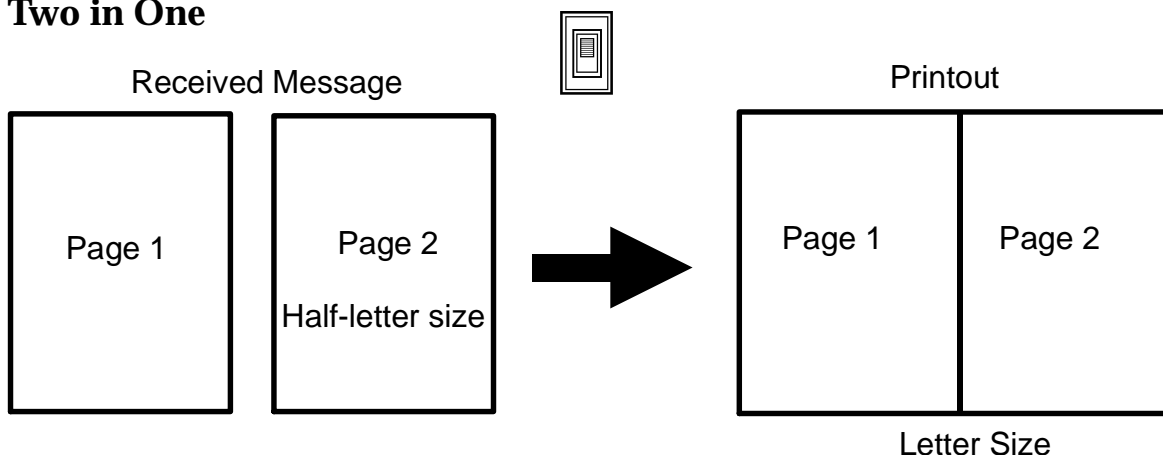 Two in One
Received Message
Printout
Page 1
Page 2
Half-letter size
Page 1
Page 2
Letter Size